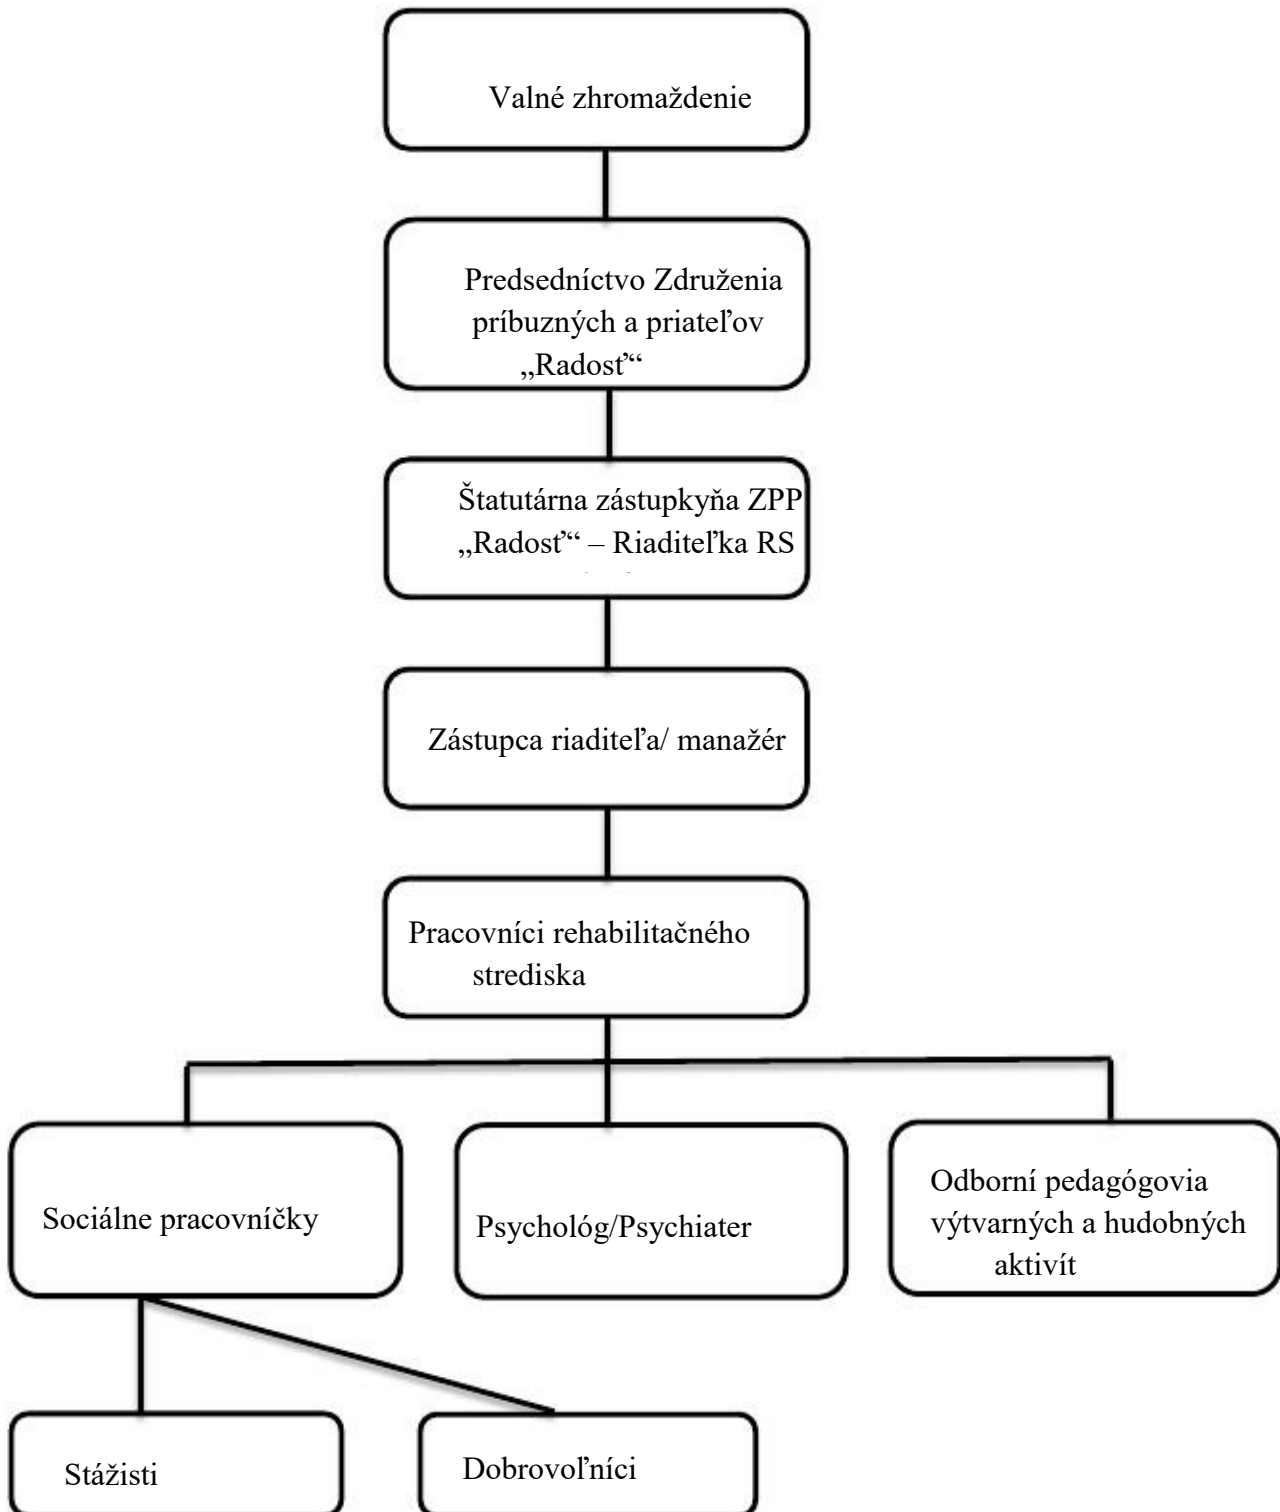 Valné zhromaždenie
Predsedníctvo Združenia
príbuzných a priateľov
„Radosť“
Štatutárna zástupkyňa ZPP
„Radosť“ – Riaditeľka RS
Zástupca riaditeľa/ manažér
Pracovníci rehabilitačného
strediska
Sociálne pracovníčky
Psychológ/Psychiater
Odborní pedagógovia
výtvarných a hudobných
aktivít
Stážisti
Dobrovoľníci